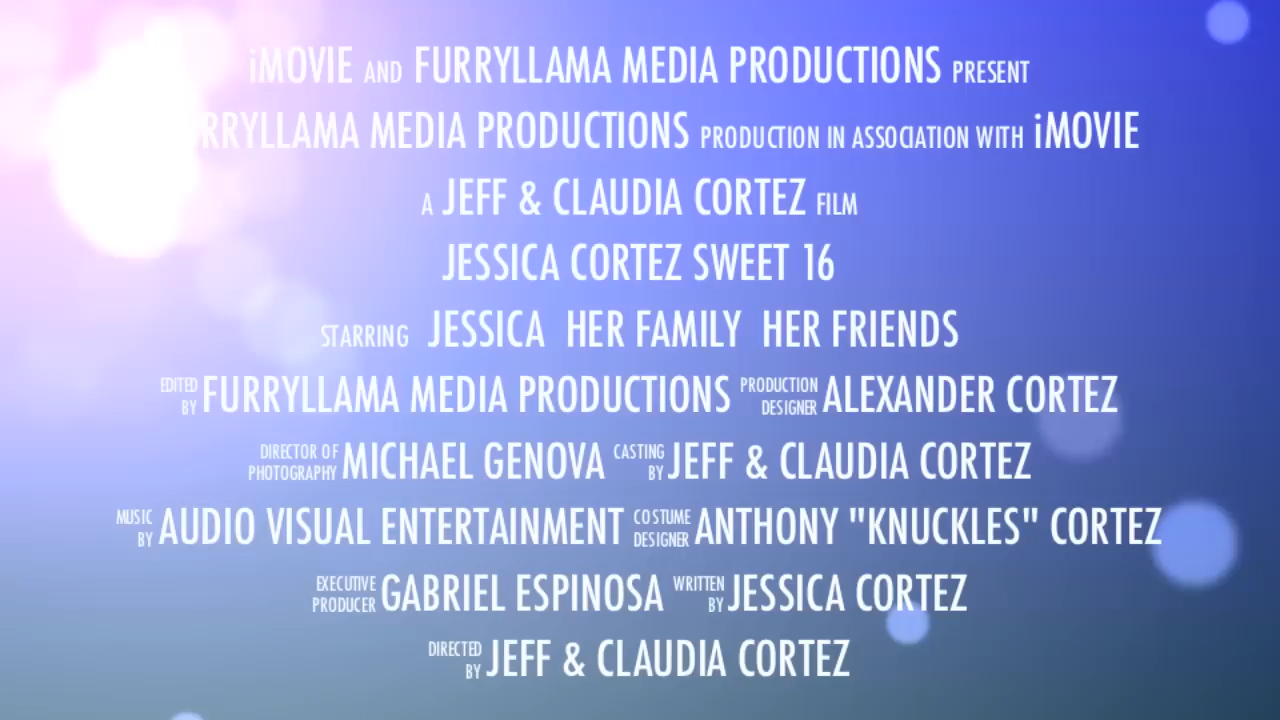 iMOVIE AND FURRYLLAMA MEDIA PRODUCTIONS PRESENT
MEDIA PRODUCTIONS PRODUCTION IN ASSOCIATION WITH iMOVIE
A JEFF & CLAUDIA CORTEZ FILM
JESSICA CORTEZ SWEET 16
STARRING JESSICA HER FAMILY HER FRIENDS
EDITED BY FURRYLLAMA MEDIA PRODUCTIONS PRODUCTION DESIGNER ALEXANDER CORTEZ
DIRECTOR OF PHOTOGRAPHY MICHAEL GENOVA CASTING BY JEFF & CLAUDIA CORTEZ
MUSIC BY AUDIO VISUAL ENTERTAINMENT COSTUME DESIGNER ANTHONY "KNUCKLES" CORTEZ
EXECUTIVE PRODUCER GABRIEL ESPINOSA WRITTEN BY JESSICA CORTEZ
DIRECTED BY JEFF & CLAUDIA CORTEZ